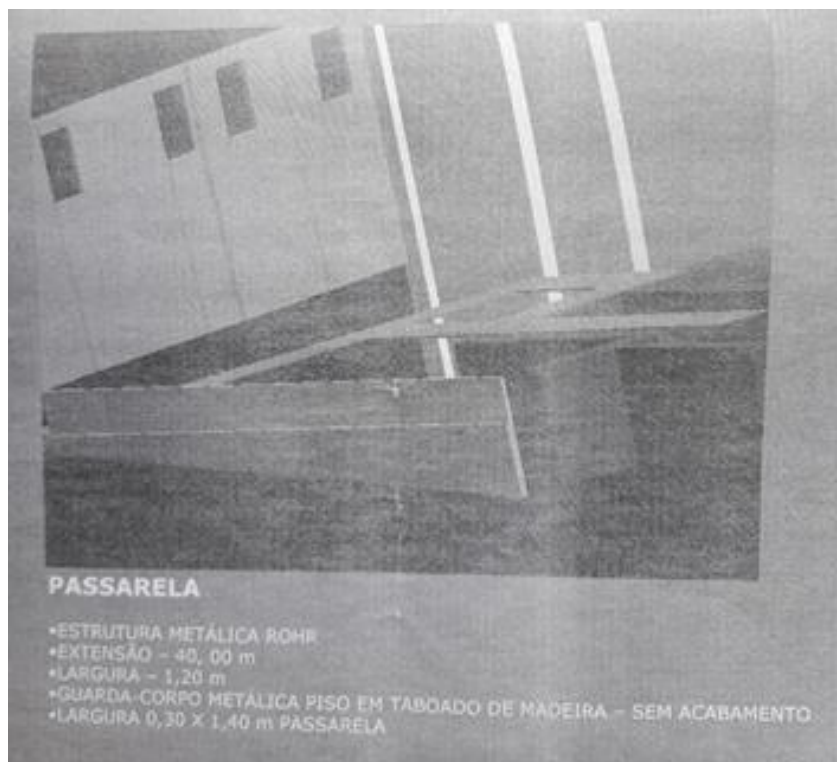 PASSARELA
•ESTRUTURA METÁLICA ROHR
•EXTENSÃO – 40, 00 m
•LARGURA – 1,20 m
•GUARDA-CORPO METÁLICA PISO EM TABOADO DE MADEIRA – SEM ACABAMENTO
•LARGURA 0,30 X 1,40 m PASSARELA